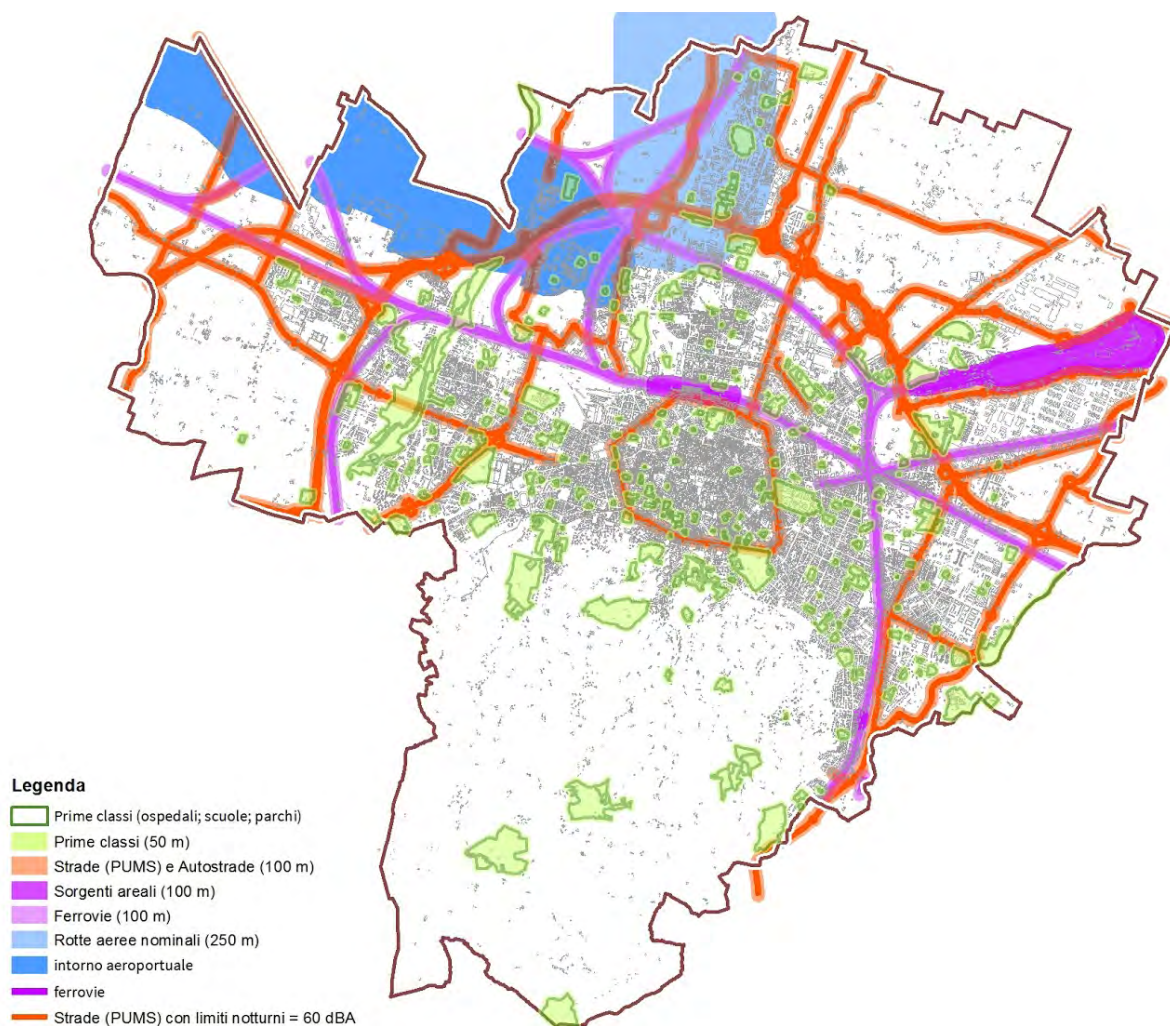 Legenda
Prime classi (ospedali; scuole; parchi)
Prime classi (50 m)
Strade (PUMS) e Autostrade (100 m)
Sorgenti areali (100 m)
Ferrovie (100 m)
Rotte aeree nominali (250 m)
intorno aeroportuale
ferrovie
Strade (PUMS) con limiti notturni = 60 dBA